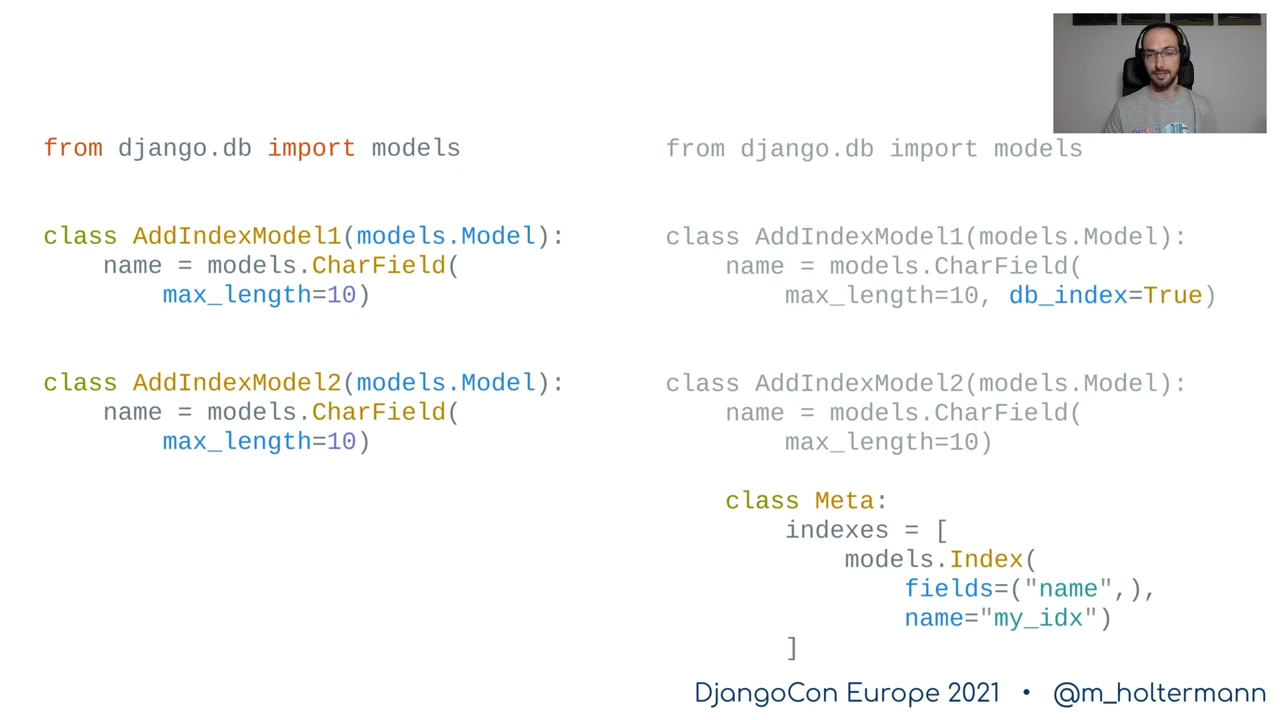 from django.db import models
class AddIndexModel1(models.Model):
    name = models.CharField(
        max_length=10)
class AddIndexModel2(models.Model):
    name = models.CharField(
        max_length=10)
from django.db import models
class AddIndexModel1(models.Model):
    name = models.CharField(
        max_length=10, db_index=True)
class AddIndexModel2(models.Model):
    name = models.CharField(
        max_length=10)
    class Meta:
        indexes = [
            models.Index(
                fields=("name",),
                name="my_idx")
        ]
DjangoCon Europe 2021 • @m_holtermann